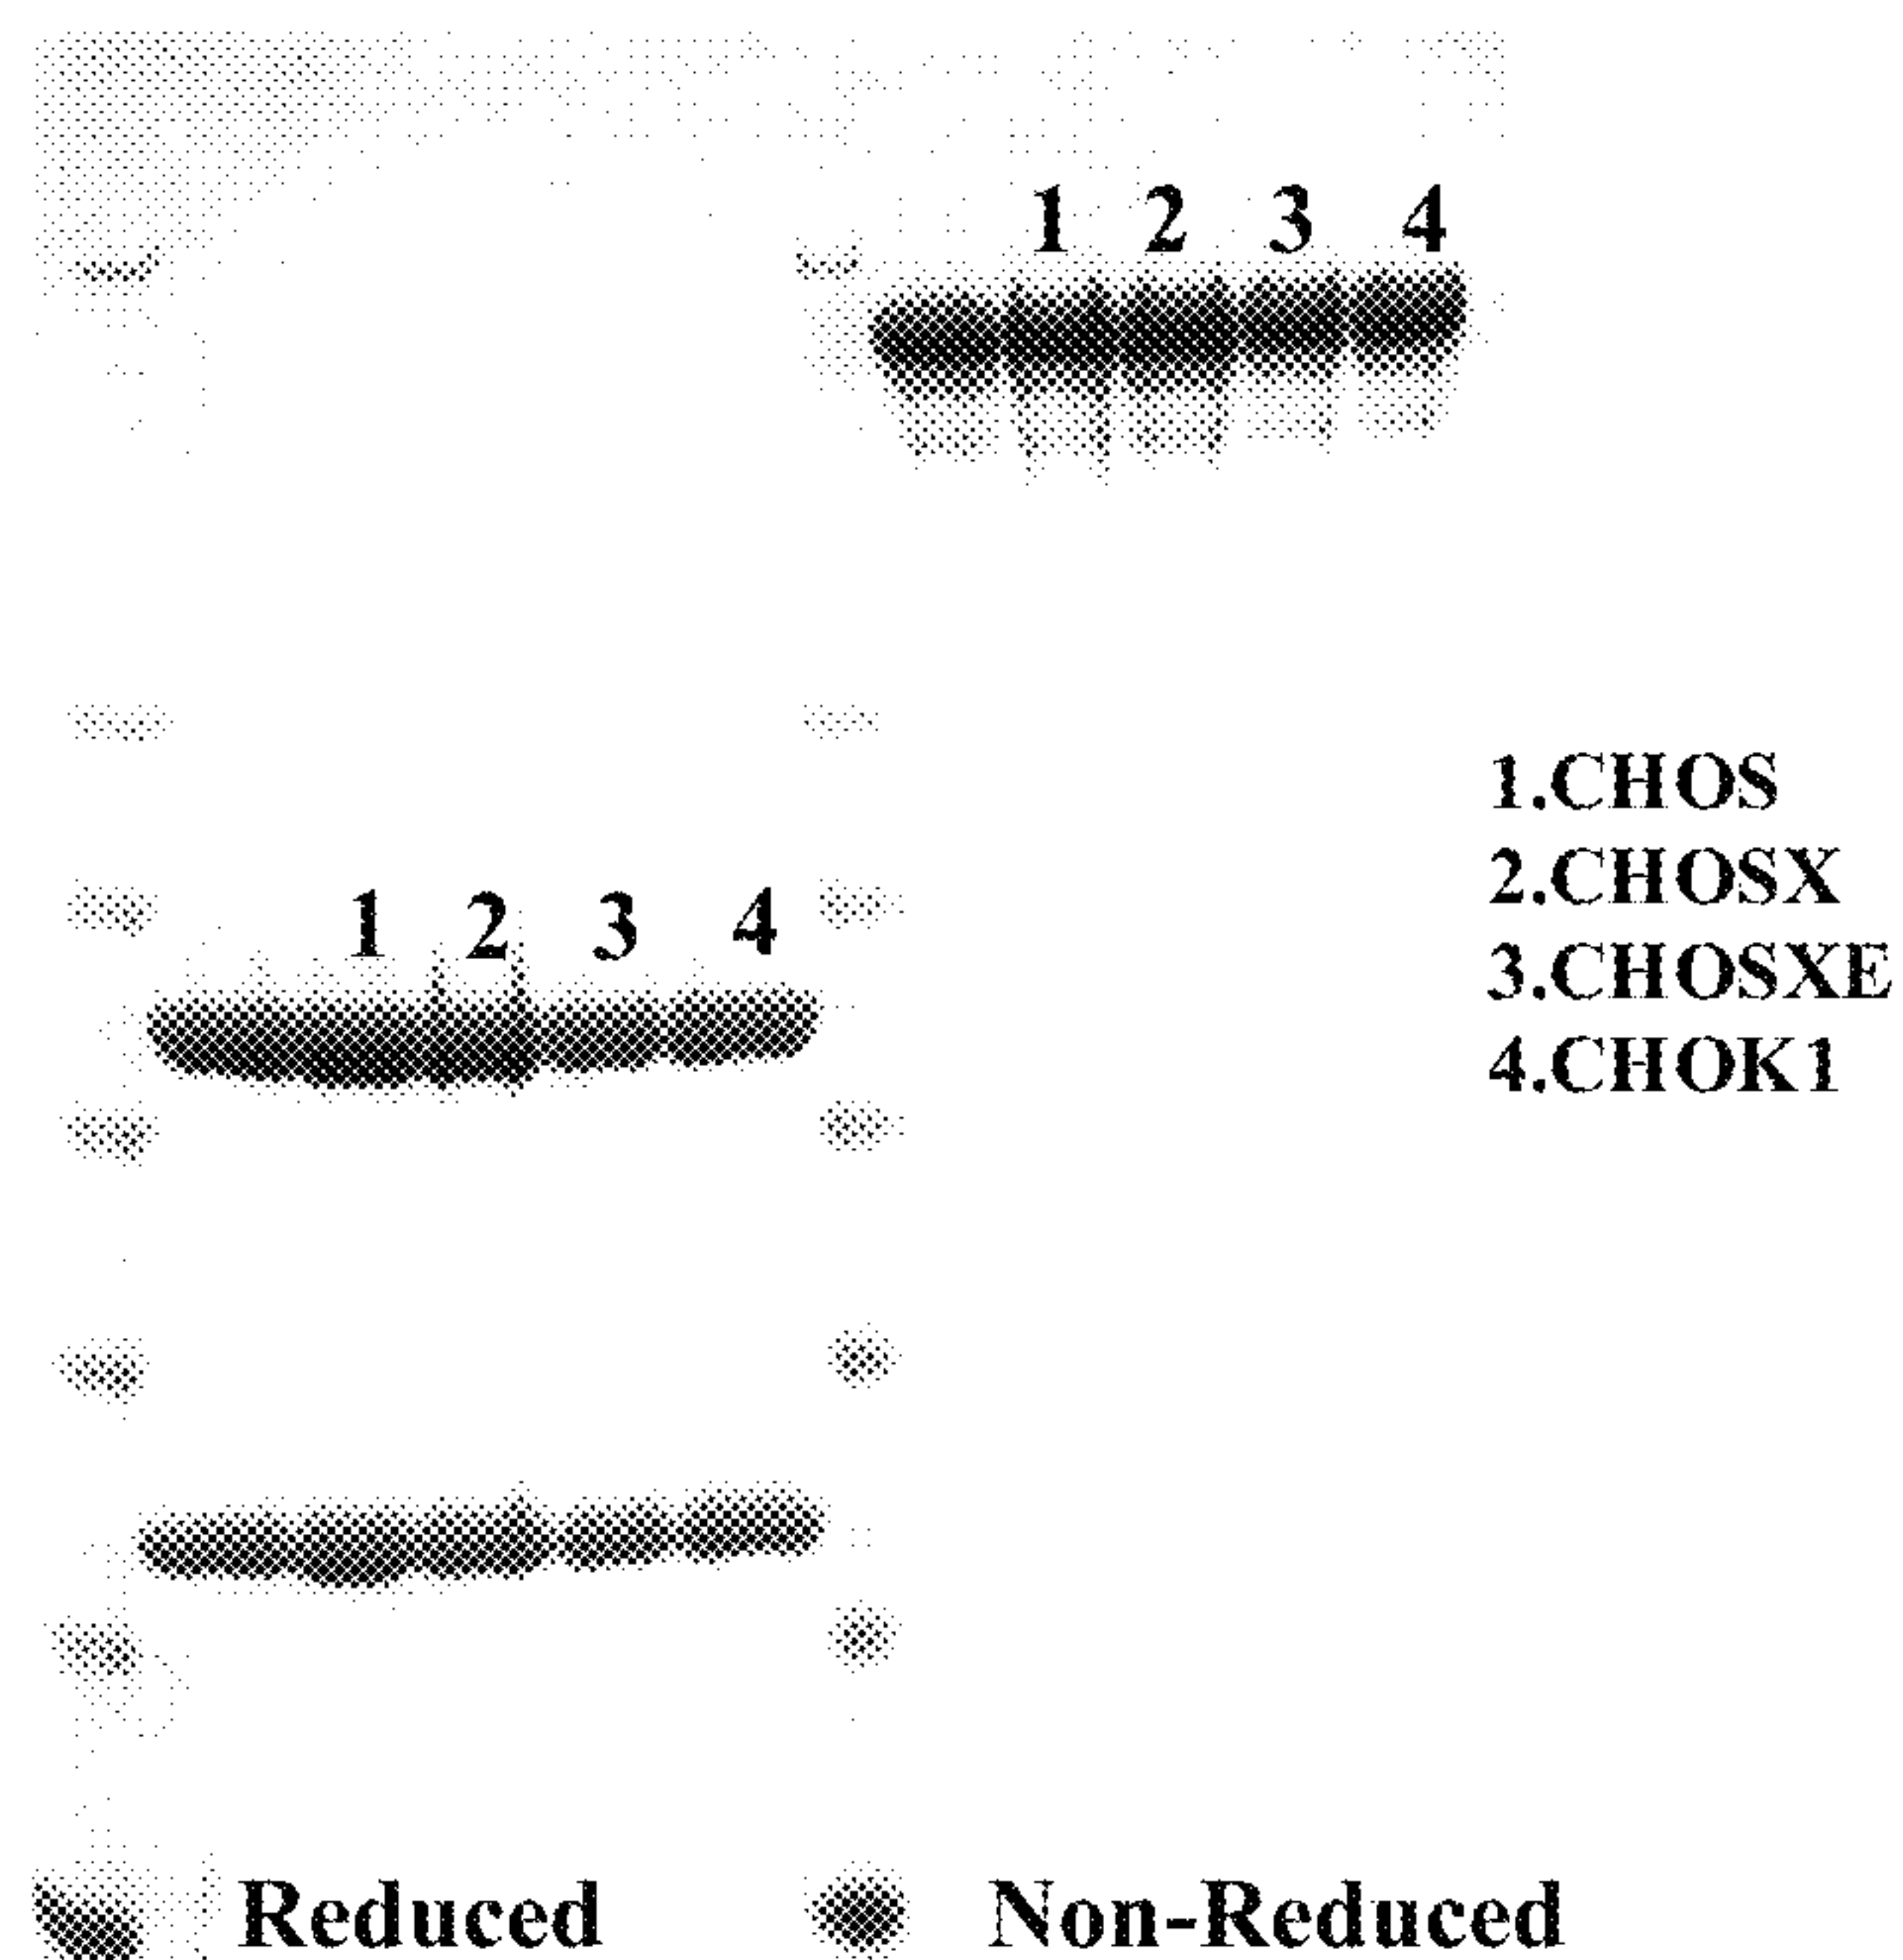 1 2 3 4
1.CHOS
2.CHOSX
1 2 3 4
3.CHOSXE
4.CHOK1
Reduced Non-Reduced